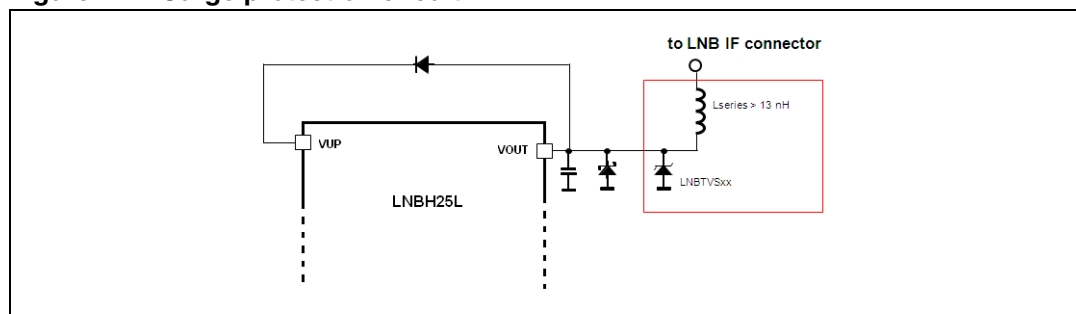 to LNB IF connector
Lseries > 13 nH
VUP
VOUT
LNBTVSxx
LNBH25L